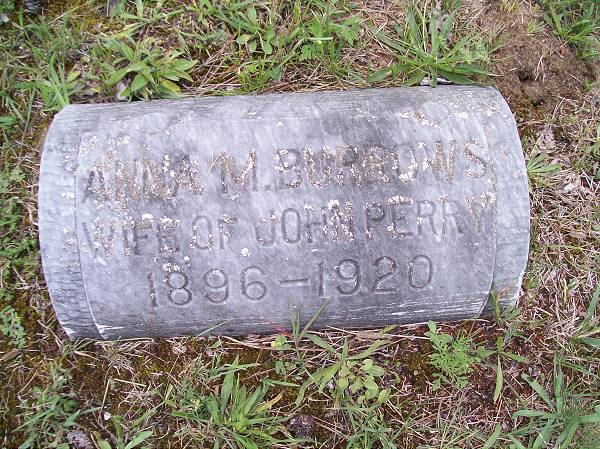 ANNA M. BURROWS
WIFE OF JOHN PERRY
1896-1920